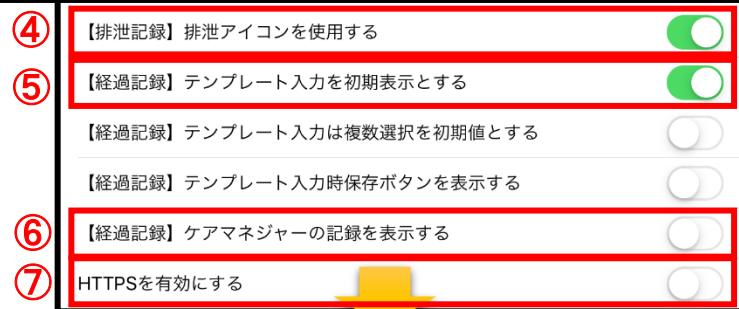 ④ 【排泄記録】排泄アイコンを使用する
⑤ 【経過記録】テンプレート入力を初期表示とする
【経過記録】テンプレート入力は複数選択を初期値とする
【経過記録】テンプレート入力時保存ボタンを表示する
⑥ 【経過記録】ケアマネジャーの記録を表示する
⑦ HTTPSを有効にする